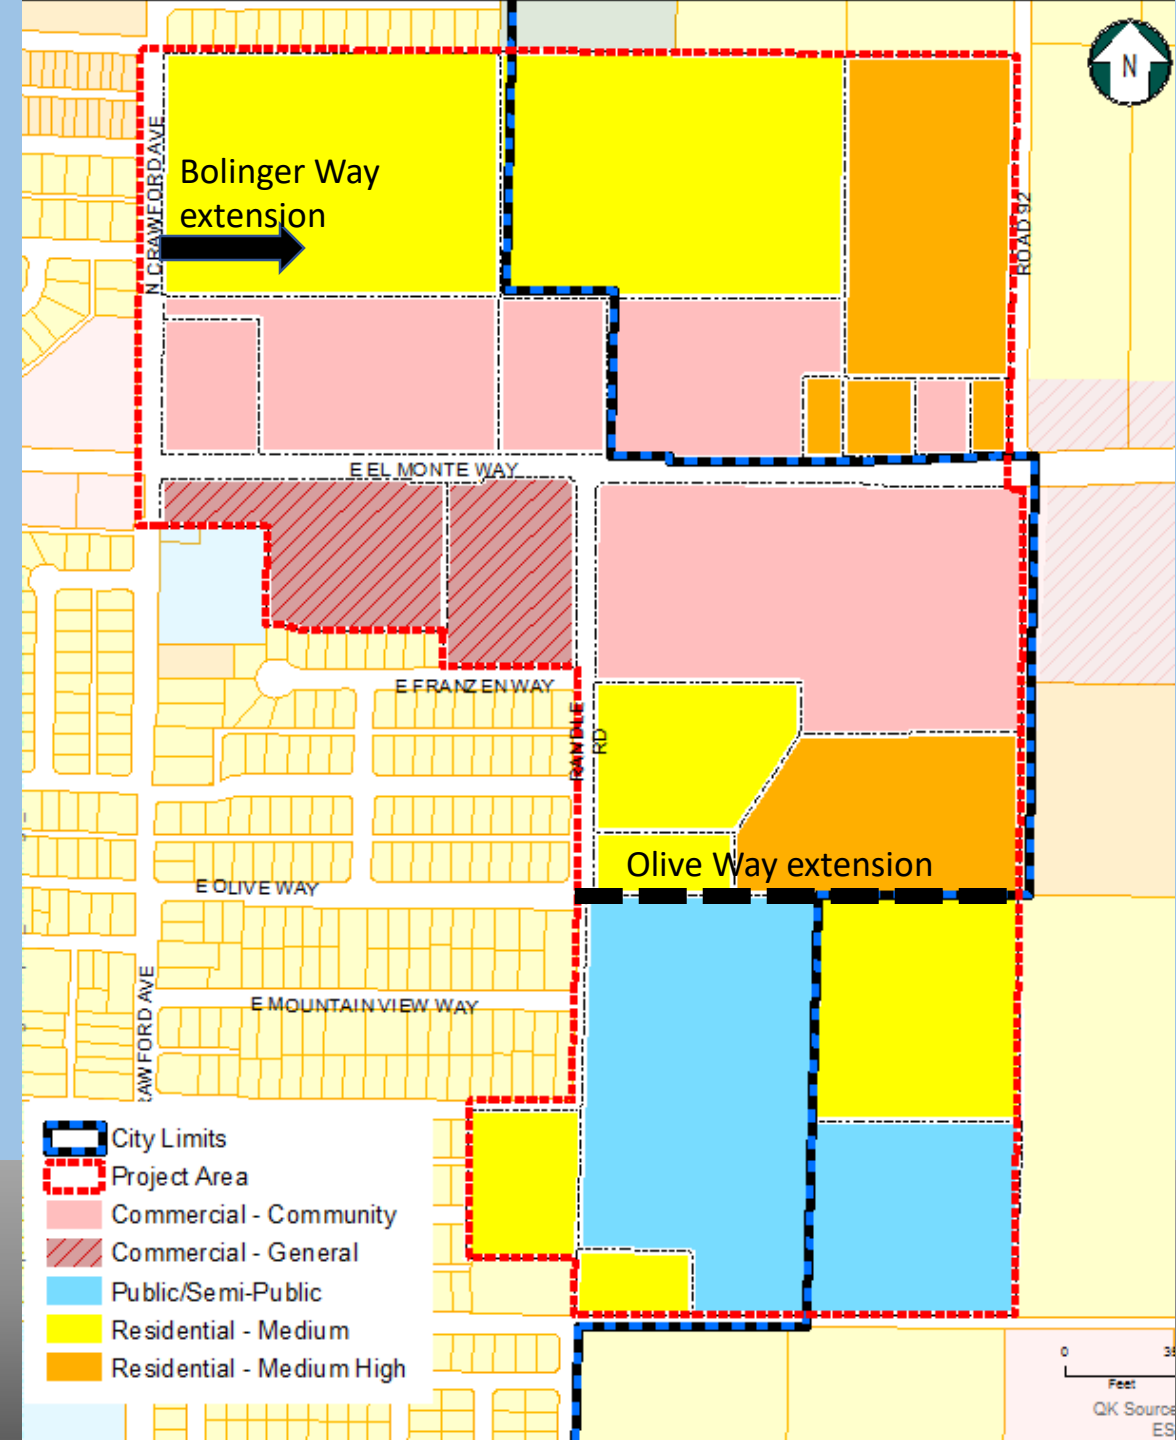 N
N CRAWFORD AVE
Bolinger Way
extension
ROAD 92
E EL MONTE WAY
E FRANZEN WAY
RANDLE
RD
Olive Way extension
E OLIVE WAY
E MOUNTAIN VIEW WAY
RAWFORD AVE
City Limits
Project Area
Commercial - Community
Commercial - General
Public/Semi-Public
Residential - Medium
Residential - Medium High
0
Feet
QK Source
ES